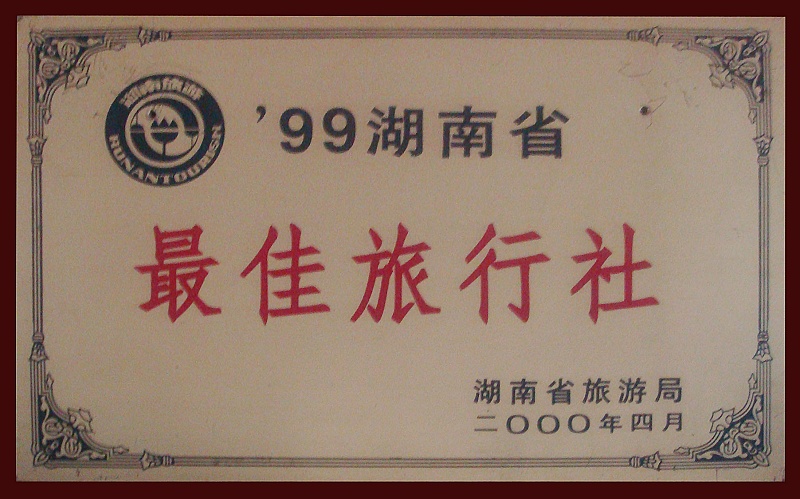 湖南旅游
HUNANTOURISM
'99湖南省
最佳旅行社
湖南省旅游局
二OOO年四月